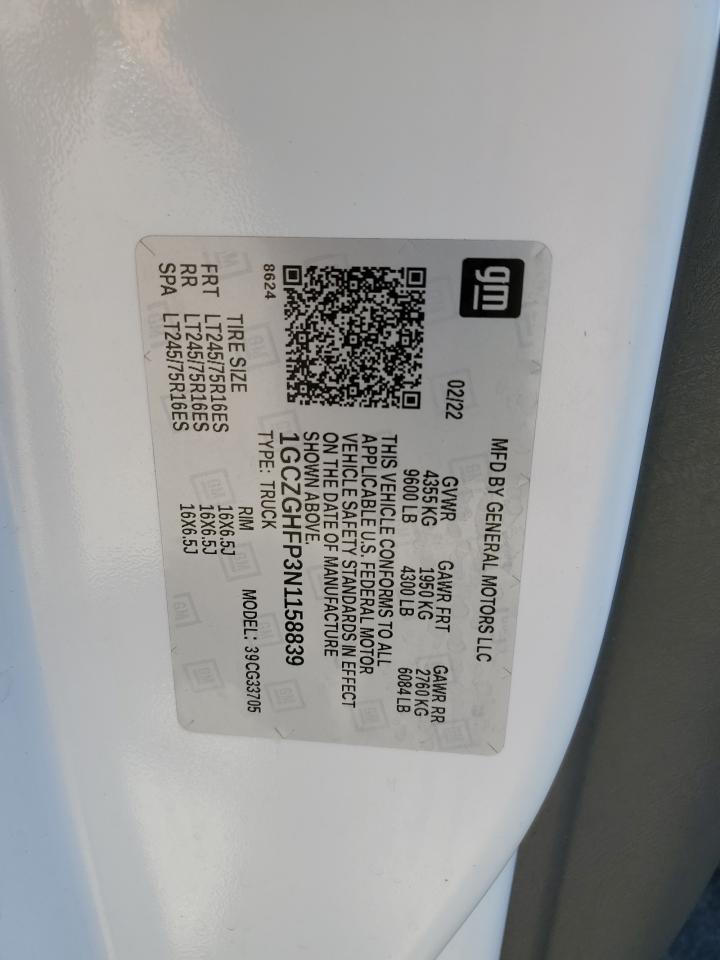 gm
MFD BY GENERAL MOTORS LLC
02/22
GVWR GAWR FRT GAWR RR
4355 KG 1950 KG 2760 KG
9600 LB 4300 LB 6084 LB
THIS VEHICLE CONFORMS TO ALL
APPLICABLE U.S. FEDERAL MOTOR
VEHICLE SAFETY STANDARDS IN EFFECT
ON THE DATE OF MANUFACTURE
SHOWN ABOVE.
1GCZGHFP3N1158839
8624 TYPE: TRUCK MODEL: 39CG33705
TIRE SIZE RIM
FRT LT245/75R16ES 16X6.5J
RR LT245/75R16ES 16X6.5J
SPA LT245/75R16ES 16X6.5J